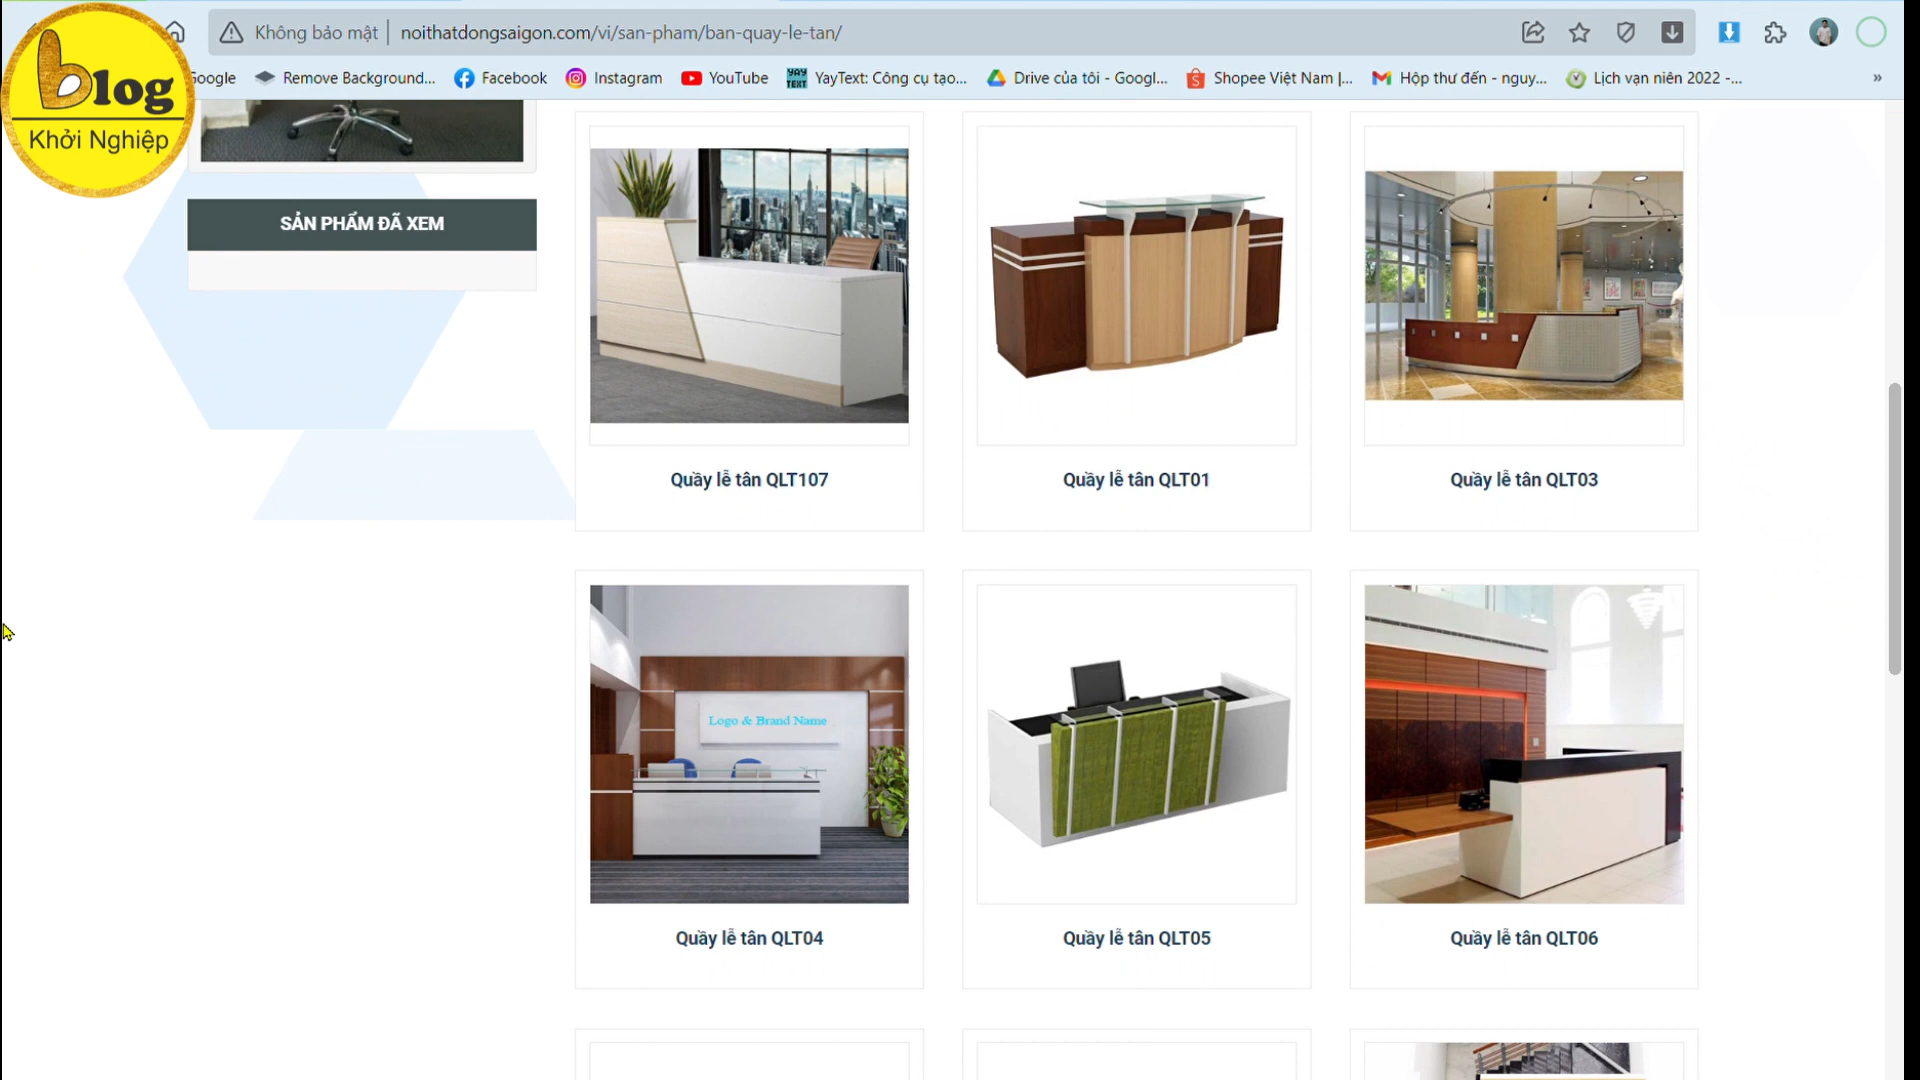 blog
Khởi Nghiệp
Không bảo mật
noithatdongsaigon.com/vi/san-pham/ban-quay-le-tan/
Google
Remove Background...
Facebook
Instagram
YouTube
YAY TEXT
YayText: Công cụ tạo...
Drive của tôi - Googl...
Shopee Việt Nam |...
Hộp thư đến - nguy...
Lịch vạn niên 2022 -...
»
SẢN PHẨM ĐÃ XEM
Quầy lễ tân QLT107
Quầy lễ tân QLT01
Quầy lễ tân QLT03
Logo & Brand Name
Quầy lễ tân QLT04
Quầy lễ tân QLT05
Quầy lễ tân QLT06